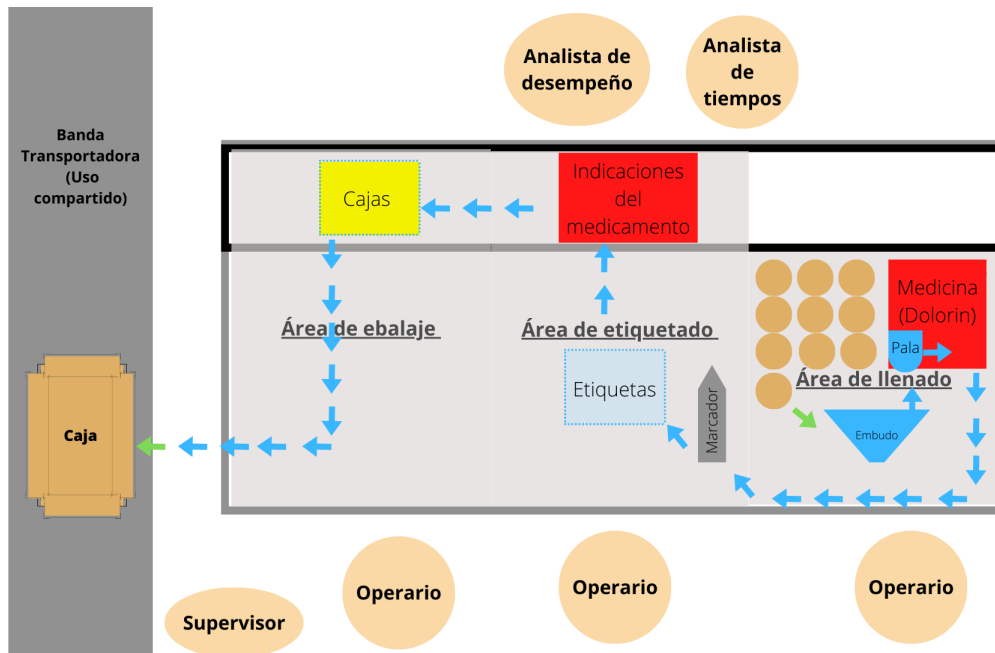 Analista de
desempeño
Analista
de
tiempos
Banda
Transportadora
(Uso
compartido)
Cajas
Indicaciones
del
medicamento
Medicina
(Dolorin)
Pala
Área de ebalaje
Área de etiquetado
Área de llenado
Etiquetas
Marcador
Embudo
Caja
Operario
Operario
Operario
Supervisor